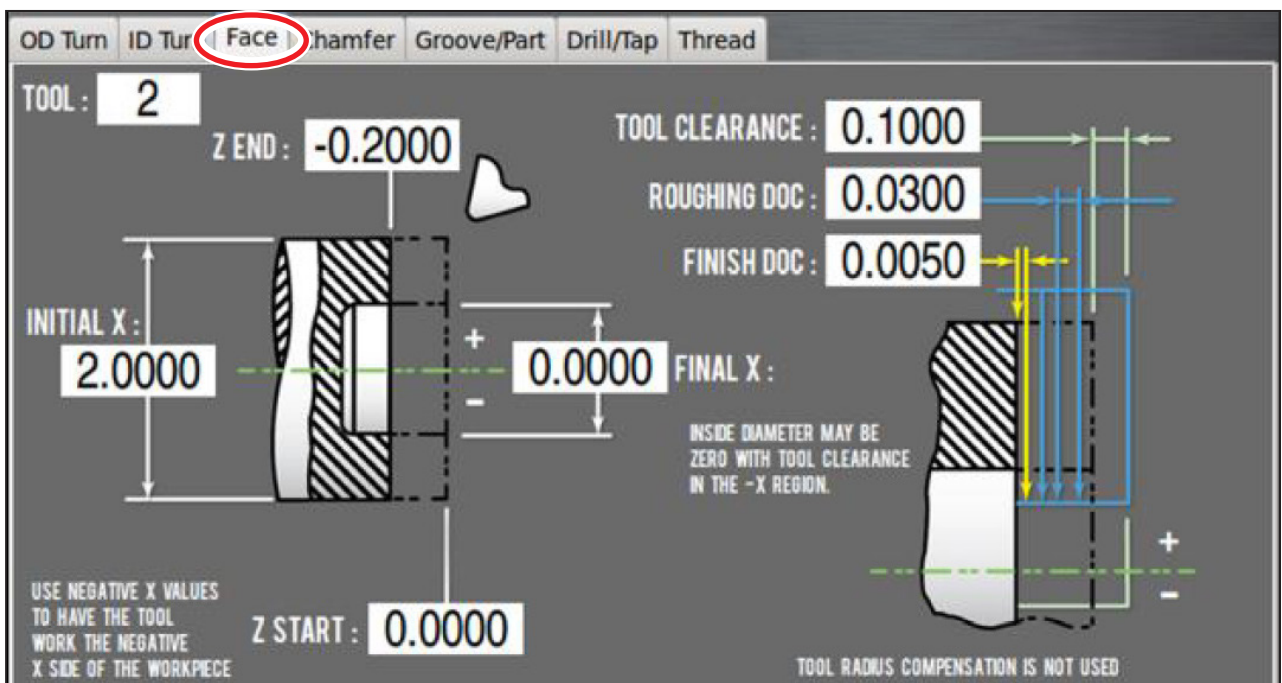 OD Turn ID Tur Face hamfer Groove/Part Drill/Tap Thread
TOOL : 2
Z END : -0.2000
TOOL CLEARANCE : 0.1000
ROUGHING DOC : 0.0300
FINISH DOC : 0.0050
INITIAL X :
2.0000
+
-
0.0000 FINAL X :
INSIDE DIAMETER MAY BE
ZERO WITH TOOL CLEARANCE
IN THE -X REGION.
+
-
USE NEGATIVE X VALUES
TO HAVE THE TOOL
WORK THE NEGATIVE
X SIDE OF THE WORKPIECE
Z START : 0.0000
TOOL RADIUS COMPENSATION IS NOT USED